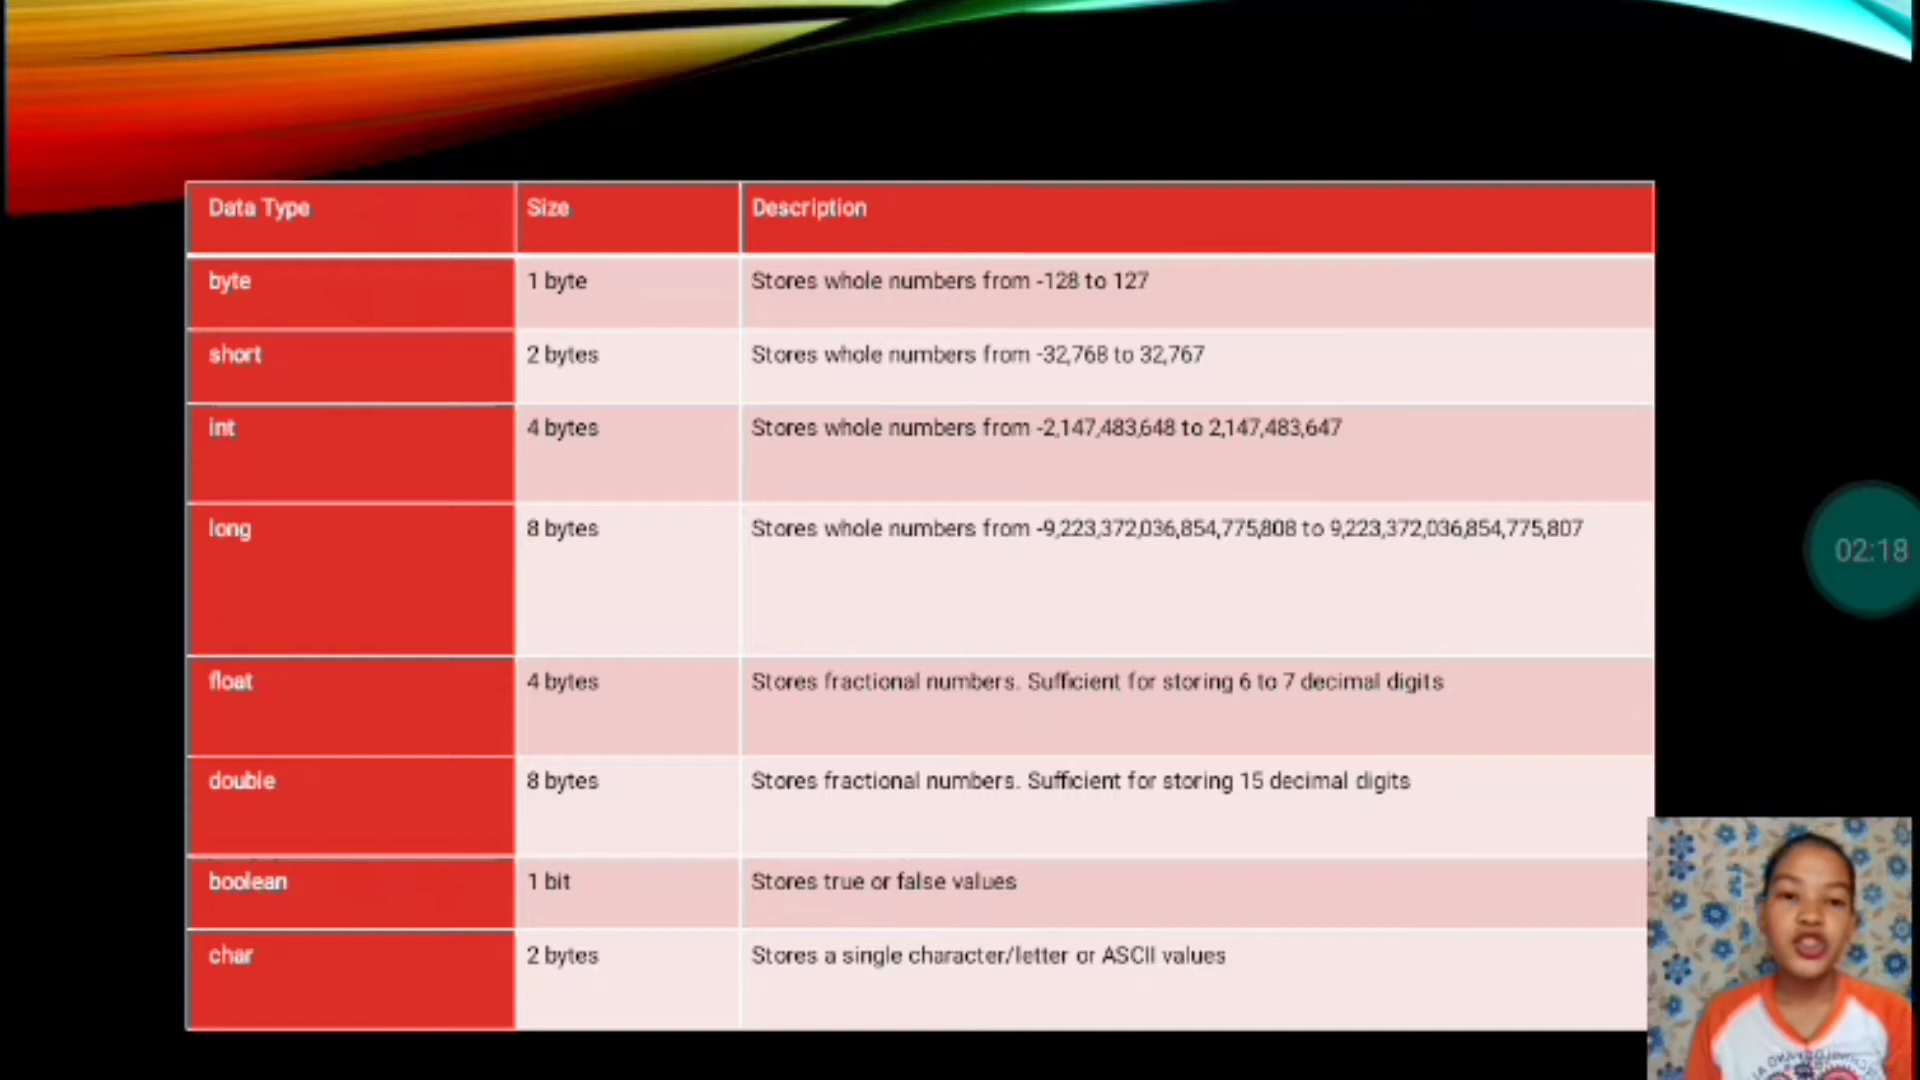 Data Type Size Description
byte 1 byte Stores whole numbers from -128 to 127
short 2 bytes Stores whole numbers from -32,768 to 32,767
int 4 bytes Stores whole numbers from -2,147,483,648 to 2,147,483,647
long 8 bytes Stores whole numbers from -9,223,372,036,854,775,808 to 9,223,372,036,854,775,807
02:18
float 4 bytes Stores fractional numbers. Sufficient for storing 6 to 7 decimal digits
double 8 bytes Stores fractional numbers. Sufficient for storing 15 decimal digits
boolean 1 bit Stores true or false values
char 2 bytes Stores a single character/letter or ASCII values